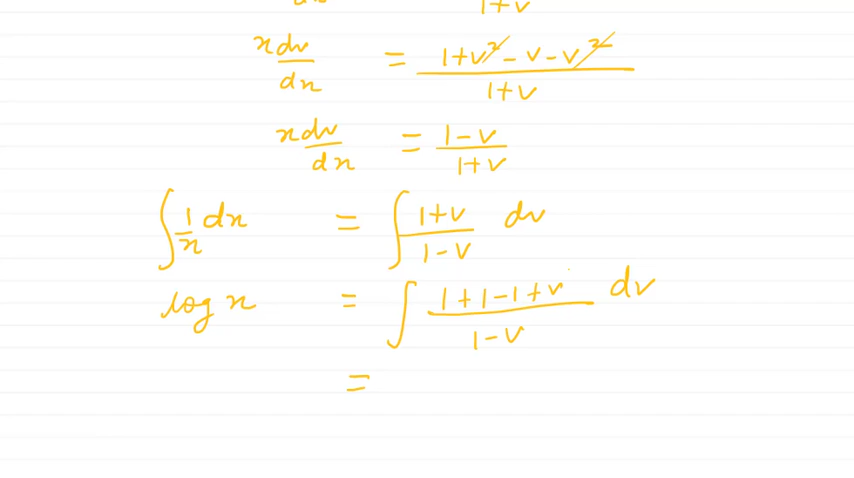 1+v
x dv/dx = (1+v² - v - v²)/(1+v)
x dv/dx = (1-v)/(1+v)
∫ 1/x dx = ∫ (1+v)/(1-v) dv
log x = ∫ (1+1-1+v)/(1-v) dv
=